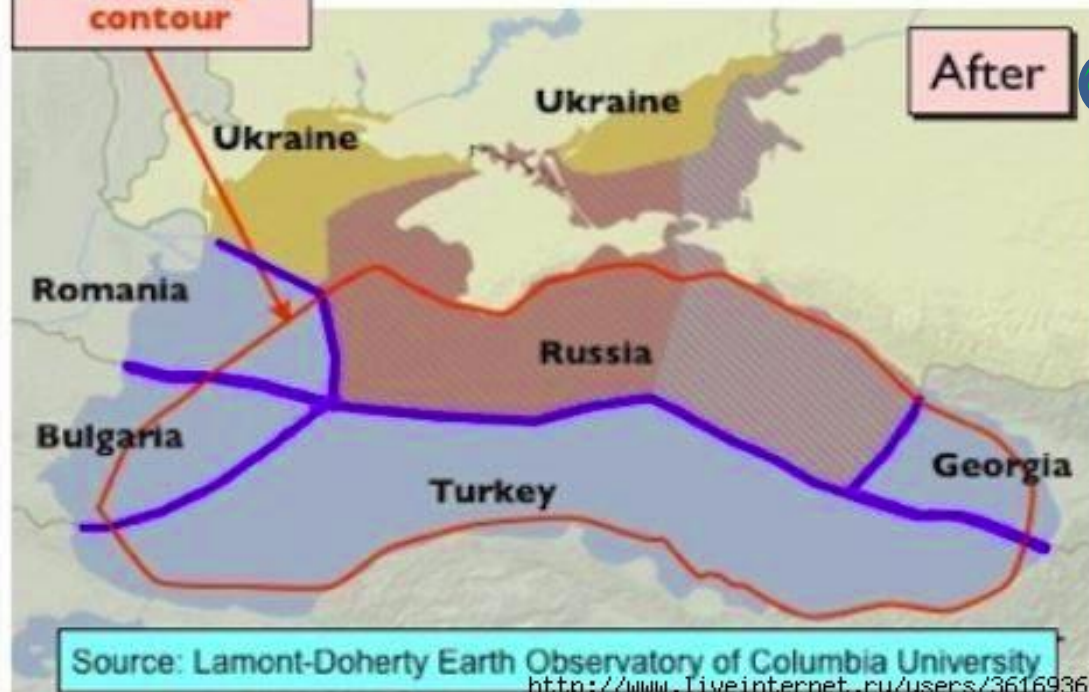 contour
After
Ukraine
Ukraine
Romania
Russia
Bulgaria
Georgia
Turkey
Source: Lamont-Doherty Earth Observatory of Columbia University
http://www.liveinternet.ru/users/3616936